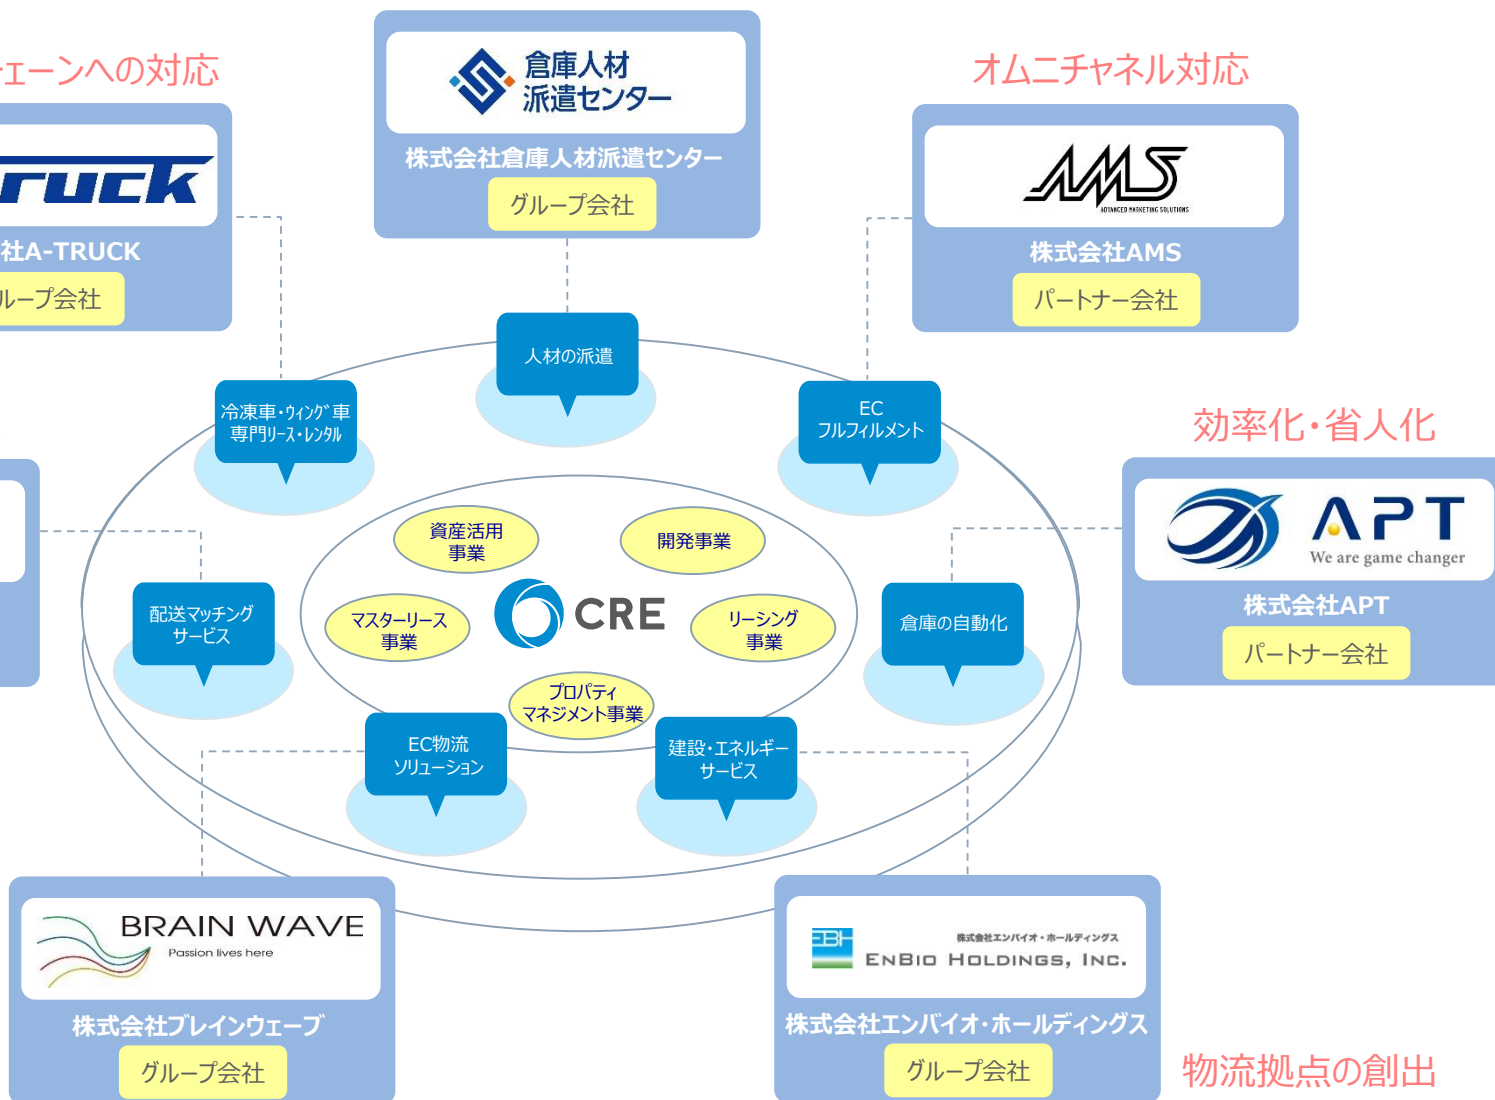 ェーンへの対応
倉庫人材
派遣センター
株式会社倉庫人材派遣センター
グループ会社
オムニチャネル対応
AMS
ADVANCED MARKETING SOLUTIONS
株式会社AMS
パートナー会社
TRUCK
社A-TRUCK
ループ会社
人材の派遣
冷凍車・ウィング車
専門リース・レンタル
EC
フルフィルメント
効率化・省人化
APT
We are game changer
株式会社APT
パートナー会社
資産活用
事業
開発事業
CRE
マスターリース
事業
リーシング
事業
プロパティ
マネジメント事業
配送マッチング
サービス
倉庫の自動化
EC物流
ソリューション
建設・エネルギー
サービス
BRAIN WAVE
Passion lives here
株式会社ブレインウェーブ
グループ会社
EBH
株式会社エンバイオ・ホールディングス
ENBIO HOLDINGS, INC.
株式会社エンバイオ・ホールディングス
グループ会社
物流拠点の創出